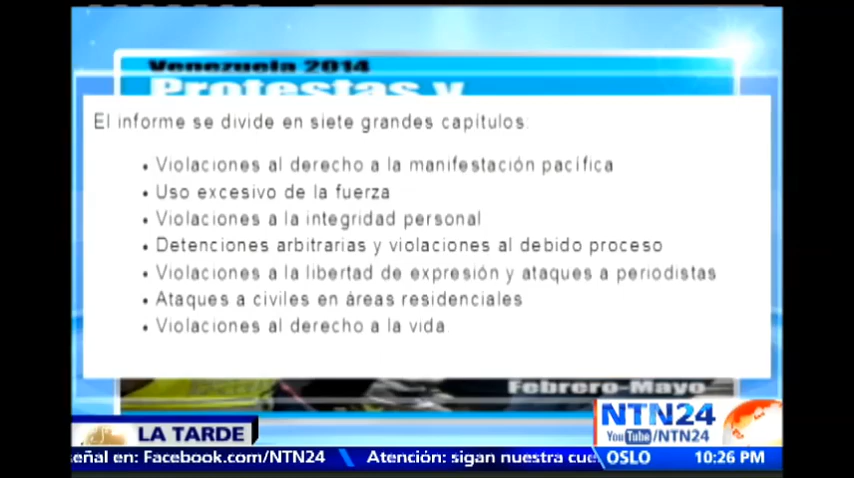 Venezuela 2014
Protestas y
El informe se divide en siete grandes capítulos:
• Violaciones al derecho a la manifestación pacífica
• Uso excesivo de la fuerza
• Violaciones a la integridad personal
• Detenciones arbitrarias y violaciones al debido proceso
• Violaciones a la libertad de expresión y ataques a periodistas
• Ataques a civiles en áreas residenciales
• Violaciones al derecho a la vida.
Febrero-Mayo
NTN24
LA TARDE
YouTube/NTN24
señal en: Facebook.com/NTN24 \ Atención: sigan nuestra cue
OSLO 10:26 PM